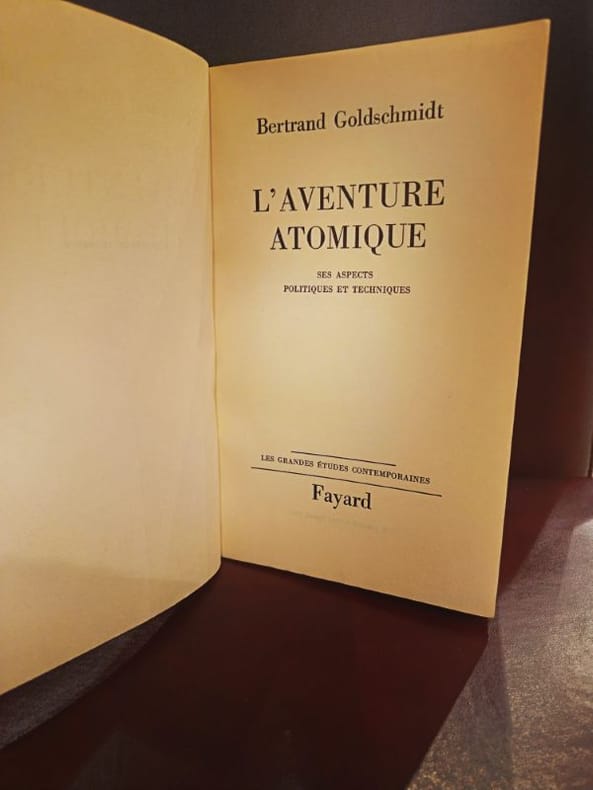 Bertrand Goldschmidt
L'AVENTURE
ATOMIQUE
SES ASPECTS
POLITIQUES ET TECHNIQUES
LES GRANDES ÉTUDES CONTEMPORAINES
Fayard